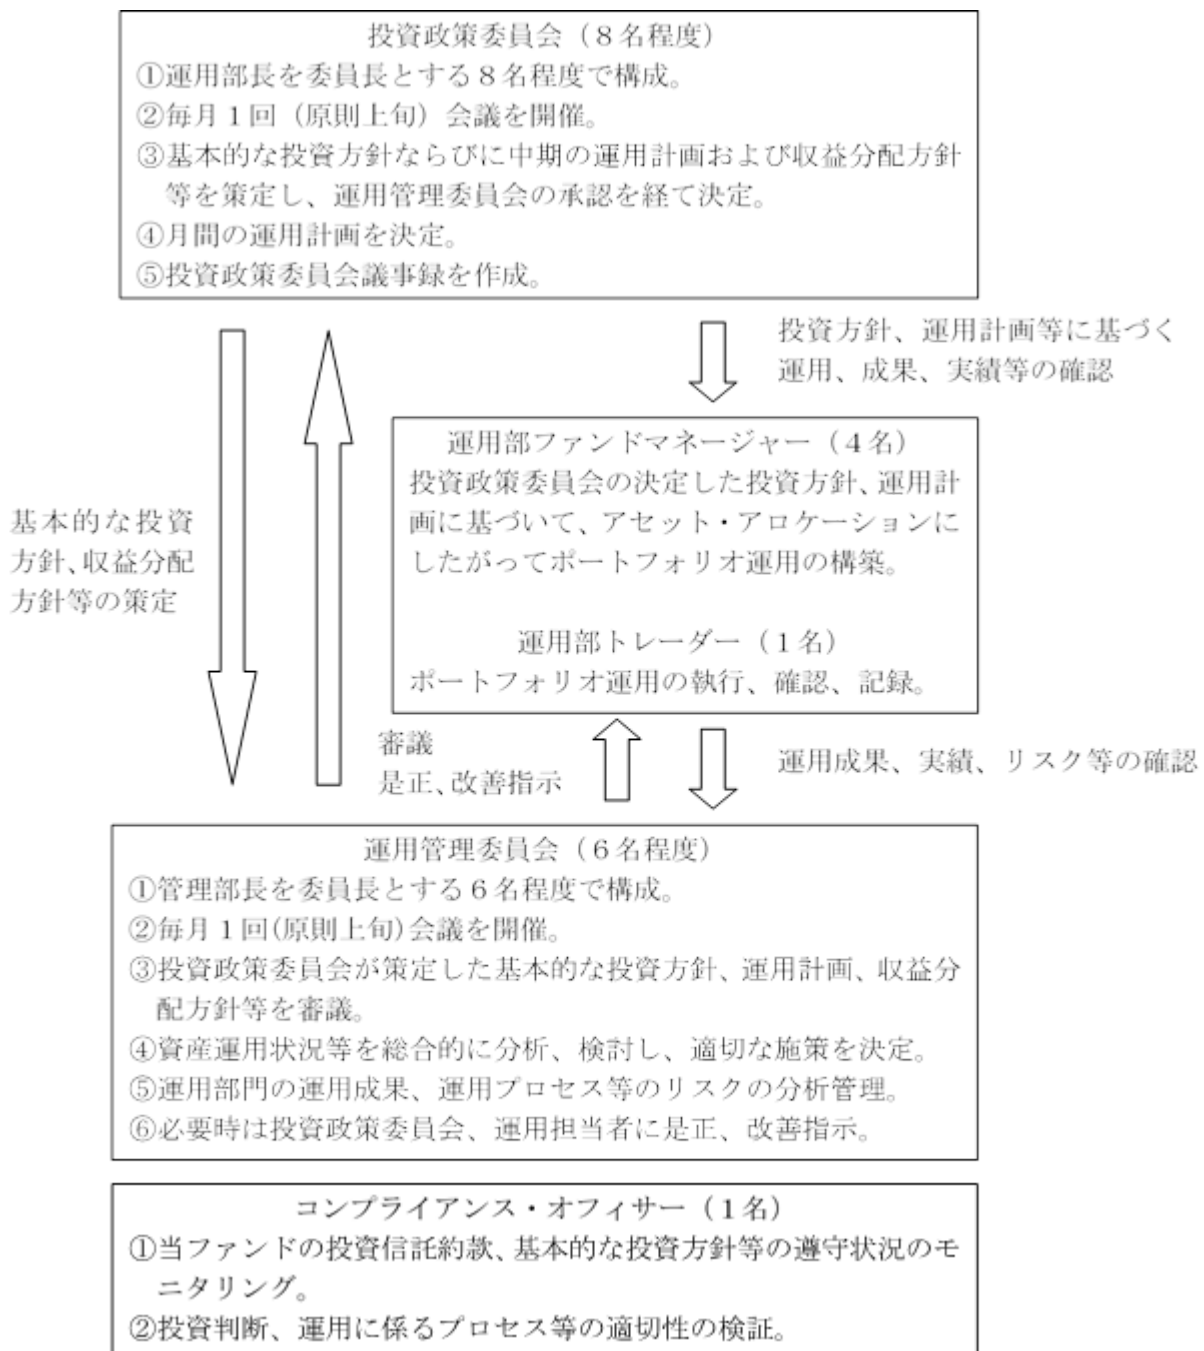 投資政策委員会（８名程度）
①運用部長を委員長とする８名程度で構成。
②毎月１回（原則上旬）会議を開催。
③基本的な投資方針ならびに中期の運用計画および収益分配方針
等を策定し、運用管理委員会の承認を経て決定。
④月間の運用計画を決定。
⑤投資政策委員会議事録を作成。
投資方針、運用計画等に基づく
運用、成果、実績等の確認
運用部ファンドマネージャー（４名）
投資政策委員会の決定した投資方針、運用計
画に基づいて、アセット・アロケーションに
したがってポートフォリオ運用の構築。
運用部トレーダー（１名）
ポートフォリオ運用の執行、確認、記録。
基本的な投資
方針、収益分配
方針等の策定
審議
是正、改善指示
運用成果、実績、リスク等の確認
運用管理委員会（６名程度）
①管理部長を委員長とする６名程度で構成。
②毎月１回(原則上旬)会議を開催。
③投資政策委員会が策定した基本的な投資方針、運用計画、収益分
配方針等を審議。
④資産運用状況等を総合的に分析、検討し、適切な施策を決定。
⑤運用部門の運用成果、運用プロセス等のリスクの分析管理。
⑥必要時は投資政策委員会、運用担当者に是正、改善指示。
コンプライアンス・オフィサー（１名）
①当ファンドの投資信託約款、基本的な投資方針等の遵守状況のモ
ニタリング。
②投資判断、運用に係るプロセス等の適切性の検証。